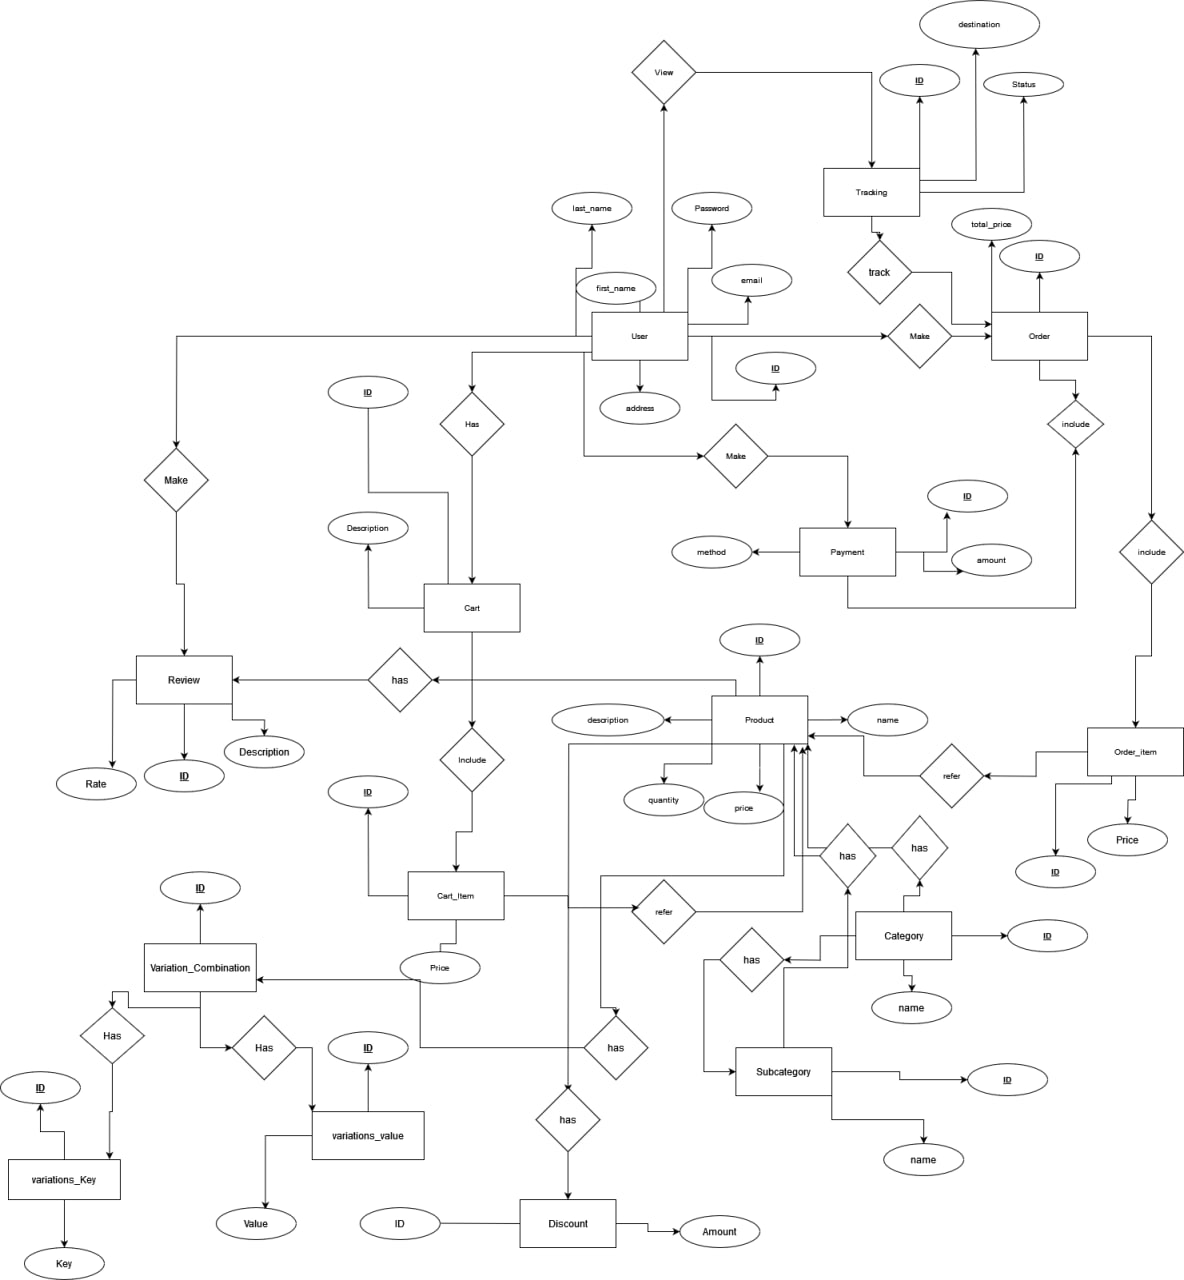 destination
View
ID
Status
Tracking
last_name
Password
total_price
ID
track
email
first_name
User
Make
Order
ID
ID
address
Has
include
Make
Make
ID
Description
method
Payment
amount
include
Cart
ID
Review
has
description
Product
name
Rate
ID
Description
Include
Order_item
refer
ID
quantity
price
Price
has
has
ID
ID
Cart_Item
refer
Category
ID
Variation_Combination
Price
has
name
Has
Has
ID
has
Subcategory
ID
ID
has
variations_value
name
variations_Key
Value
ID
Discount
Amount
Key